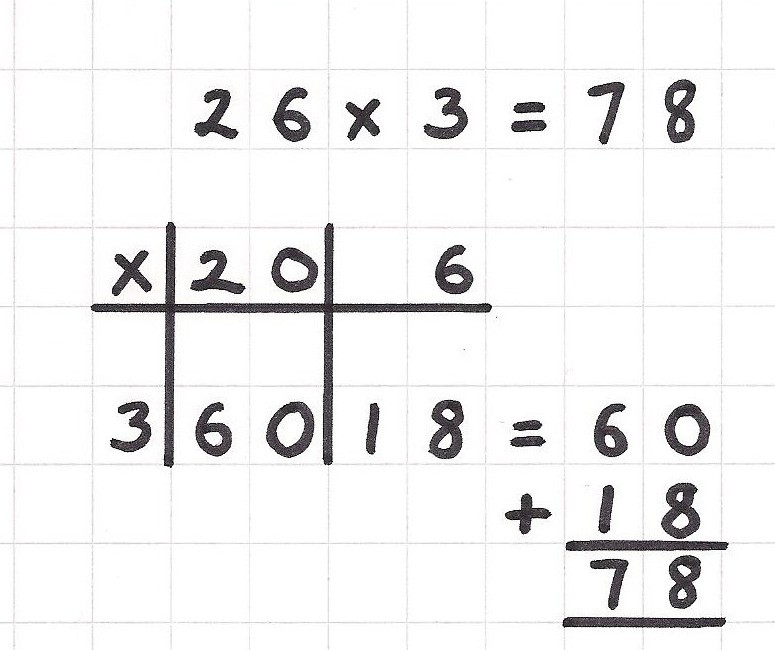 26 × 3 = 78
× 20 6
3 60 18 = 60
+ 18
78